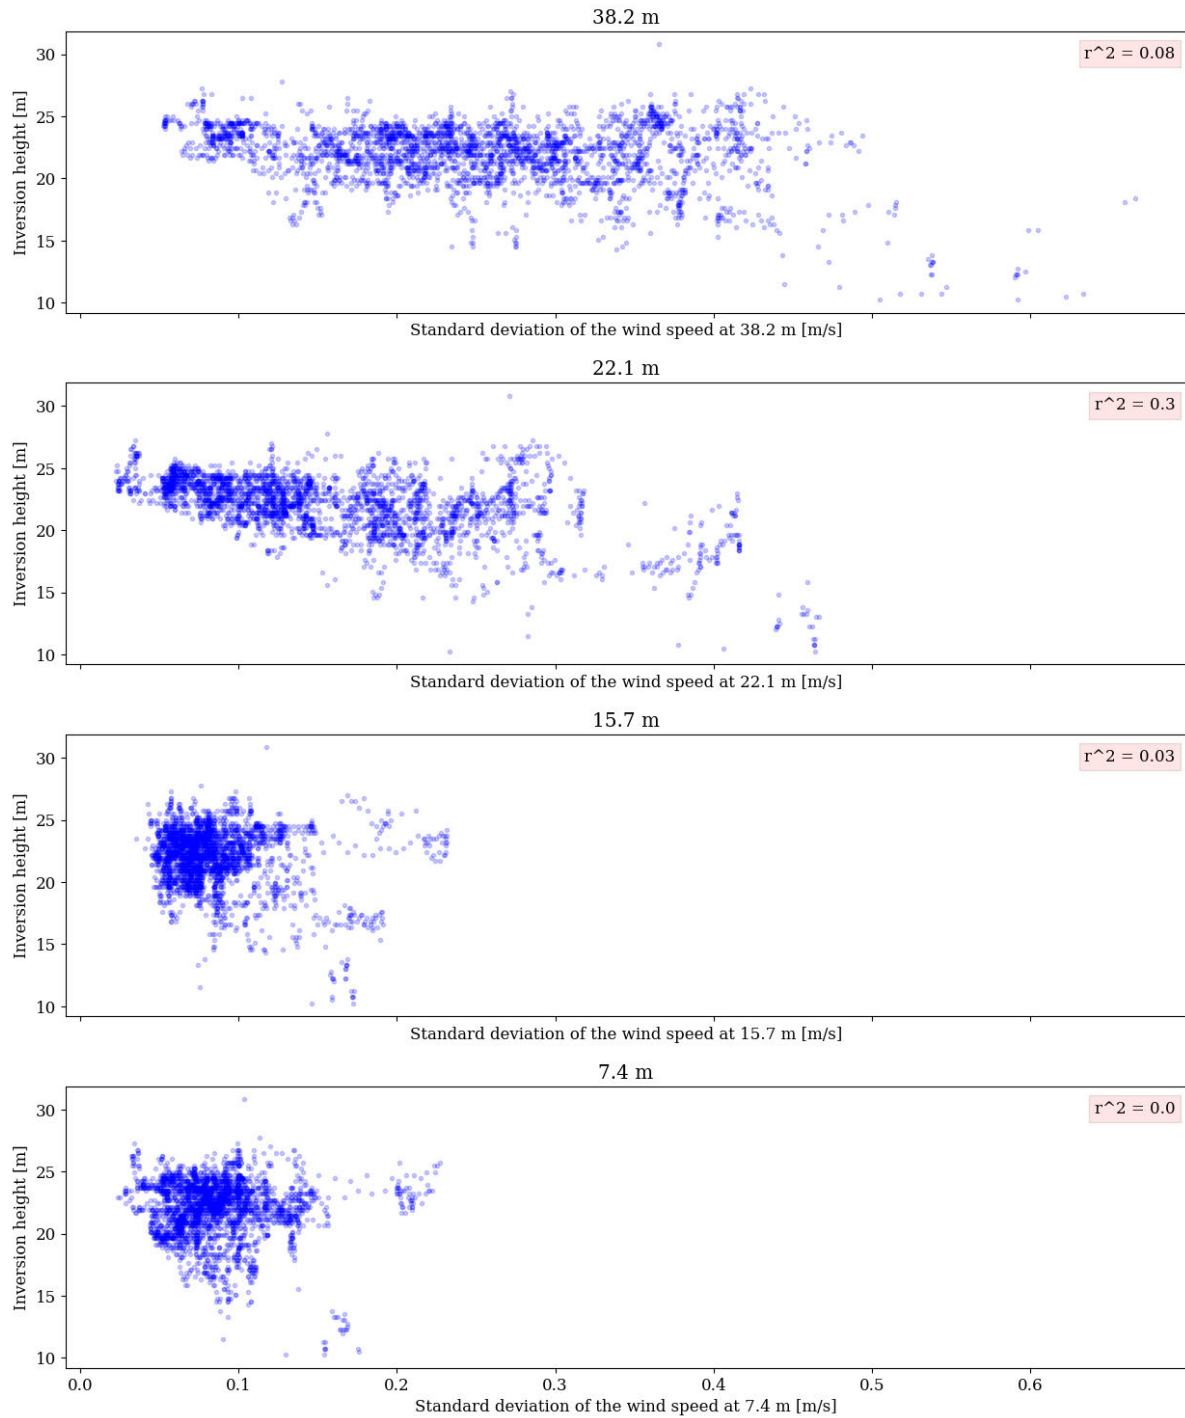 38.2 m
r^2 = 0.08
30
25
20
15
10
Inversion height [m]
Standard deviation of the wind speed at 38.2 m [m/s]
22.1 m
r^2 = 0.3
30
25
20
15
10
Inversion height [m]
Standard deviation of the wind speed at 22.1 m [m/s]
15.7 m
r^2 = 0.03
30
25
20
15
10
Inversion height [m]
Standard deviation of the wind speed at 15.7 m [m/s]
7.4 m
r^2 = 0.0
30
25
20
15
10
Inversion height [m]
0.0 0.1 0.2 0.3 0.4 0.5 0.6
Standard deviation of the wind speed at 7.4 m [m/s]